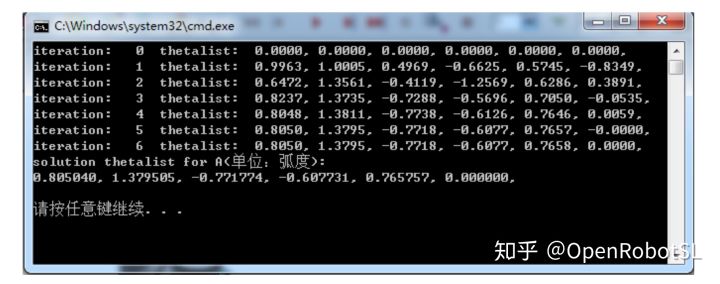 C:\Windows\system32\cmd.exe
iteration:   0  thetalist:  0.0000, 0.0000, 0.0000, 0.0000, 0.0000, 0.0000,
iteration:   1  thetalist:  0.9963, 1.0005, 0.4969, -0.6625, 0.5745, -0.8349,
iteration:   2  thetalist:  0.6472, 1.3561, -0.4119, -1.2569, 0.6286, 0.3891,
iteration:   3  thetalist:  0.8237, 1.3735, -0.7288, -0.5696, 0.7050, -0.0535,
iteration:   4  thetalist:  0.8048, 1.3811, -0.7738, -0.6126, 0.7646, 0.0059,
iteration:   5  thetalist:  0.8050, 1.3795, -0.7718, -0.6077, 0.7657, -0.0000,
iteration:   6  thetalist:  0.8050, 1.3795, -0.7718, -0.6077, 0.7658, 0.0000,
solution thetalist for A(单位：弧度):
0.805040, 1.379505, -0.771774, -0.607731, 0.765757, 0.000000,
请按任意键继续. . .
知乎 @OpenRobotSL